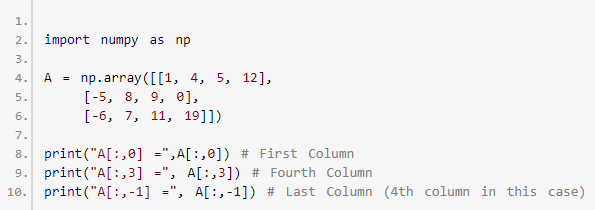 1.
2. import numpy as np
3.
4. A = np.array([[1, 4, 5, 12],
5.     [-5, 8, 9, 0],
6.     [-6, 7, 11, 19]])
7.
8. print("A[:,0] =",A[:,0]) # First Column
9. print("A[:,3] =", A[:,3]) # Fourth Column
10. print("A[:,-1] =", A[:,-1]) # Last Column (4th column in this case)